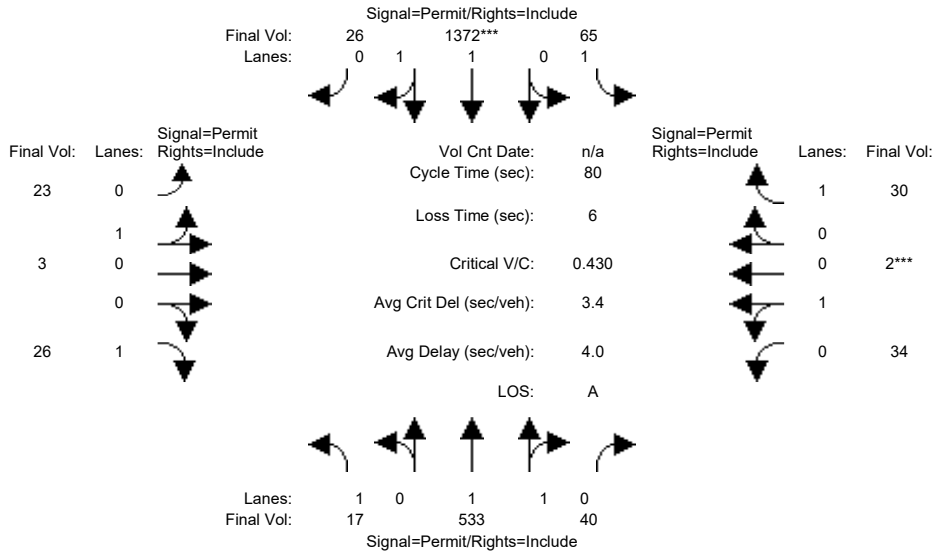 Signal=Permit/Rights=Include
Final Vol: 26 1372*** 65
Lanes: 0 1 1 0 1
Signal=Permit
Final Vol: Lanes: Rights=Include
Vol Cnt Date: n/a
Signal=Permit
Rights=Include Lanes: Final Vol:
Cycle Time (sec): 80
23 0
1 30
Loss Time (sec): 6
1
0
3 0
Critical V/C: 0.430
0 2***
0
Avg Crit Del (sec/veh): 3.4
1
26 1
Avg Delay (sec/veh): 4.0
0 34
LOS: A
Lanes: 1 0 1 1 0
Final Vol: 17 533 40
Signal=Permit/Rights=Include